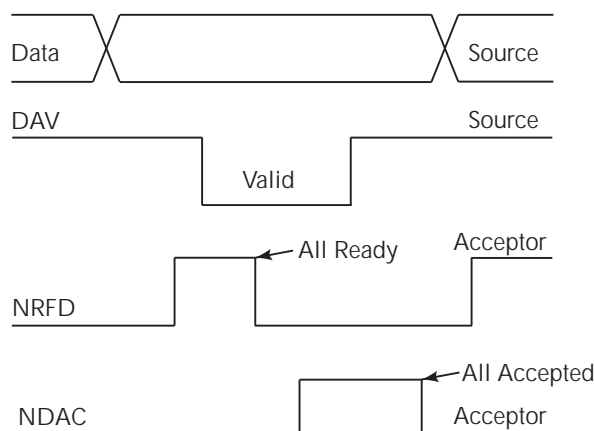 Data Source
DAV Source
Valid
All Ready Acceptor
NRFD
All Accepted
NDAC Acceptor